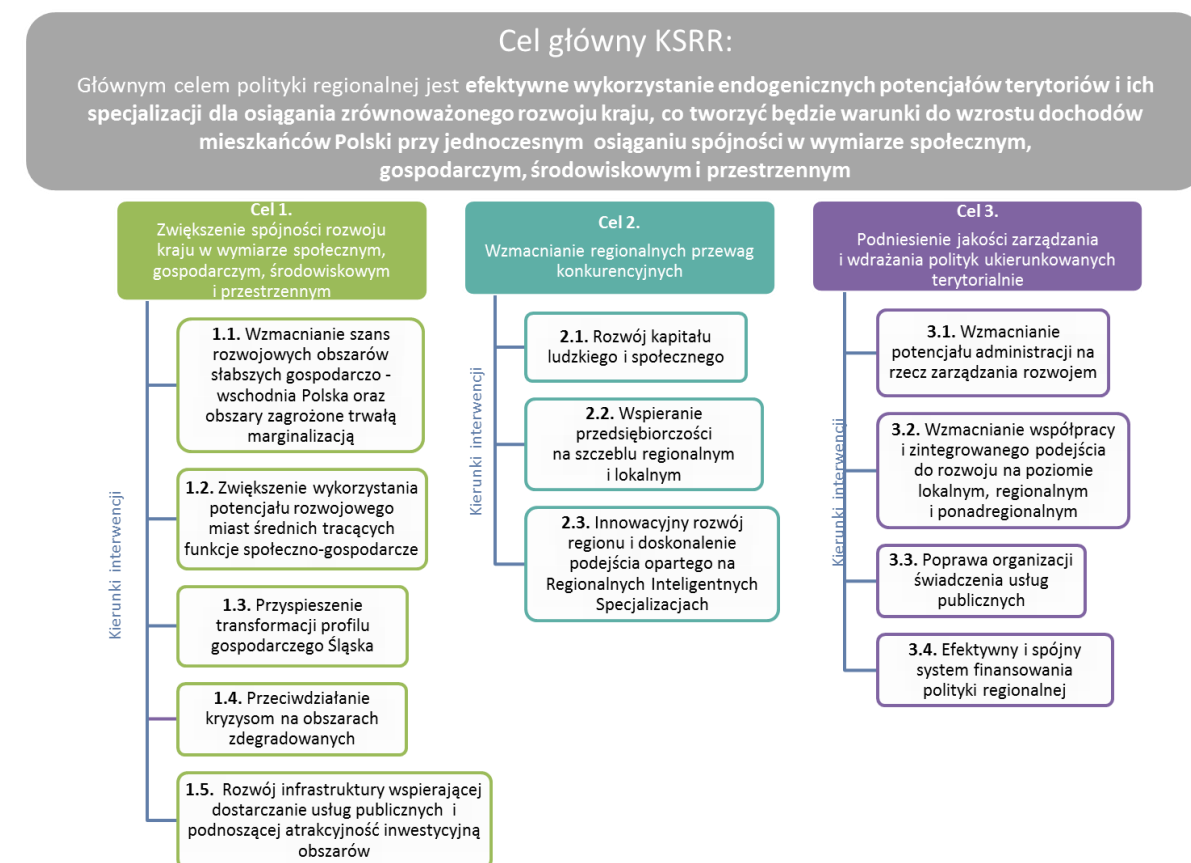 Cel główny KSRR:
Głównym celem polityki regionalnej jest efektywne wykorzystanie endogenicznych potencjałów terytoriów i ich
specjalizacji dla osiągania zrównoważonego rozwoju kraju, co tworzyć będzie warunki do wzrostu dochodów
mieszkańców Polski przy jednoczesnym osiąganiu spójności w wymiarze społecznym,
gospodarczym, środowiskowym i przestrzennym
Cel 1.
Zwiększenie spójności rozwoju
kraju w wymiarze społecznym,
gospodarczym, środowiskowym
i przestrzennym
Kierunki interwencji
1.1. Wzmacnianie szans
rozwojowych obszarów
słabszych gospodarczo -
wschodnia Polska oraz
obszary zagrożone trwałą
marginalizacją
1.2. Zwiększenie wykorzystania
potencjału rozwojowego
miast średnich tracących
funkcje społeczno-gospodarcze
1.3. Przyspieszenie
transformacji profilu
gospodarczego Śląska
1.4. Przeciwdziałanie
kryzysom na obszarach
zdegradowanych
1.5. Rozwój infrastruktury wspierającej
dostarczanie usług publicznych i
podnoszącej atrakcyjność inwestycyjną
obszarów
Cel 2.
Wzmacnianie regionalnych przewag
konkurencyjnych
Kierunki interwencji
2.1. Rozwój kapitału
ludzkiego i społecznego
2.2. Wspieranie
przedsiębiorczości
na szczeblu regionalnym
i lokalnym
2.3. Innowacyjny rozwój
regionu i doskonalenie
podejścia opartego na
Regionalnych Inteligentnych
Specjalizacjach
Cel 3.
Podniesienie jakości zarządzania
i wdrażania polityk ukierunkowanych
terytorialnie
Kierunki interwencji
3.1. Wzmacnianie
potencjału administracji na
rzecz zarządzania rozwojem
3.2. Wzmacnianie współpracy
i zintegrowanego podejścia
do rozwoju na poziomie
lokalnym, regionalnym
i ponadregionalnym
3.3. Poprawa organizacji
świadczenia usług
publicznych
3.4. Efektywny i spójny
system finansowania
polityki regionalnej